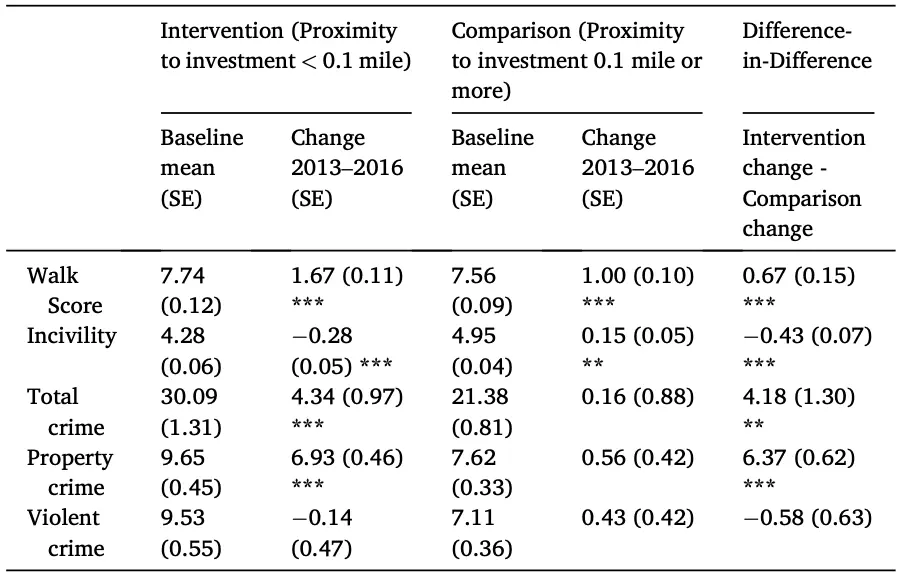 Intervention (Proximity to investment < 0.1 mile) Comparison (Proximity to investment 0.1 mile or more) Difference-in-Difference
Baseline mean (SE) Change 2013–2016 (SE) Baseline mean (SE) Change 2013–2016 (SE) Intervention change - Comparison change
Walk Score 7.74 (0.12) 1.67 (0.11) *** 7.56 (0.09) 1.00 (0.10) *** 0.67 (0.15) ***
Incivility 4.28 (0.06) −0.28 (0.05) *** 4.95 (0.04) 0.15 (0.05) ** −0.43 (0.07) ***
Total crime 30.09 (1.31) 4.34 (0.97) *** 21.38 (0.81) 0.16 (0.88) 4.18 (1.30) **
Property crime 9.65 (0.45) 6.93 (0.46) *** 7.62 (0.33) 0.56 (0.42) 6.37 (0.62) ***
Violent crime 9.53 (0.55) −0.14 (0.47) 7.11 (0.36) 0.43 (0.42) −0.58 (0.63)